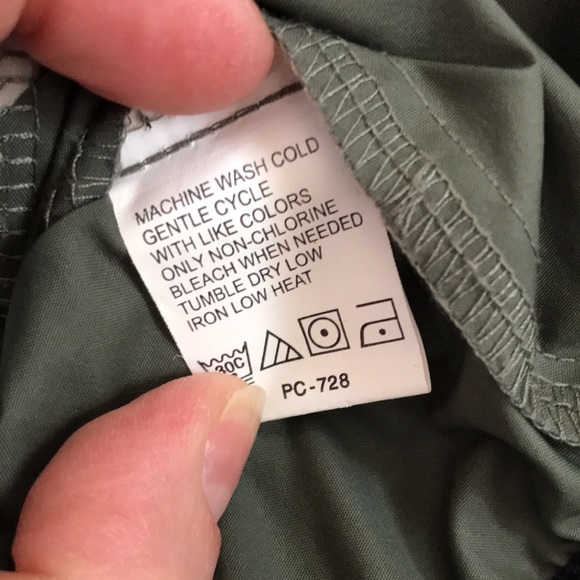 MACHINE WASH COLD
GENTLE CYCLE
WITH LIKE COLORS
ONLY NON-CHLORINE
BLEACH WHEN NEEDED
TUMBLE DRY LOW
IRON LOW HEAT
30C
PC-728